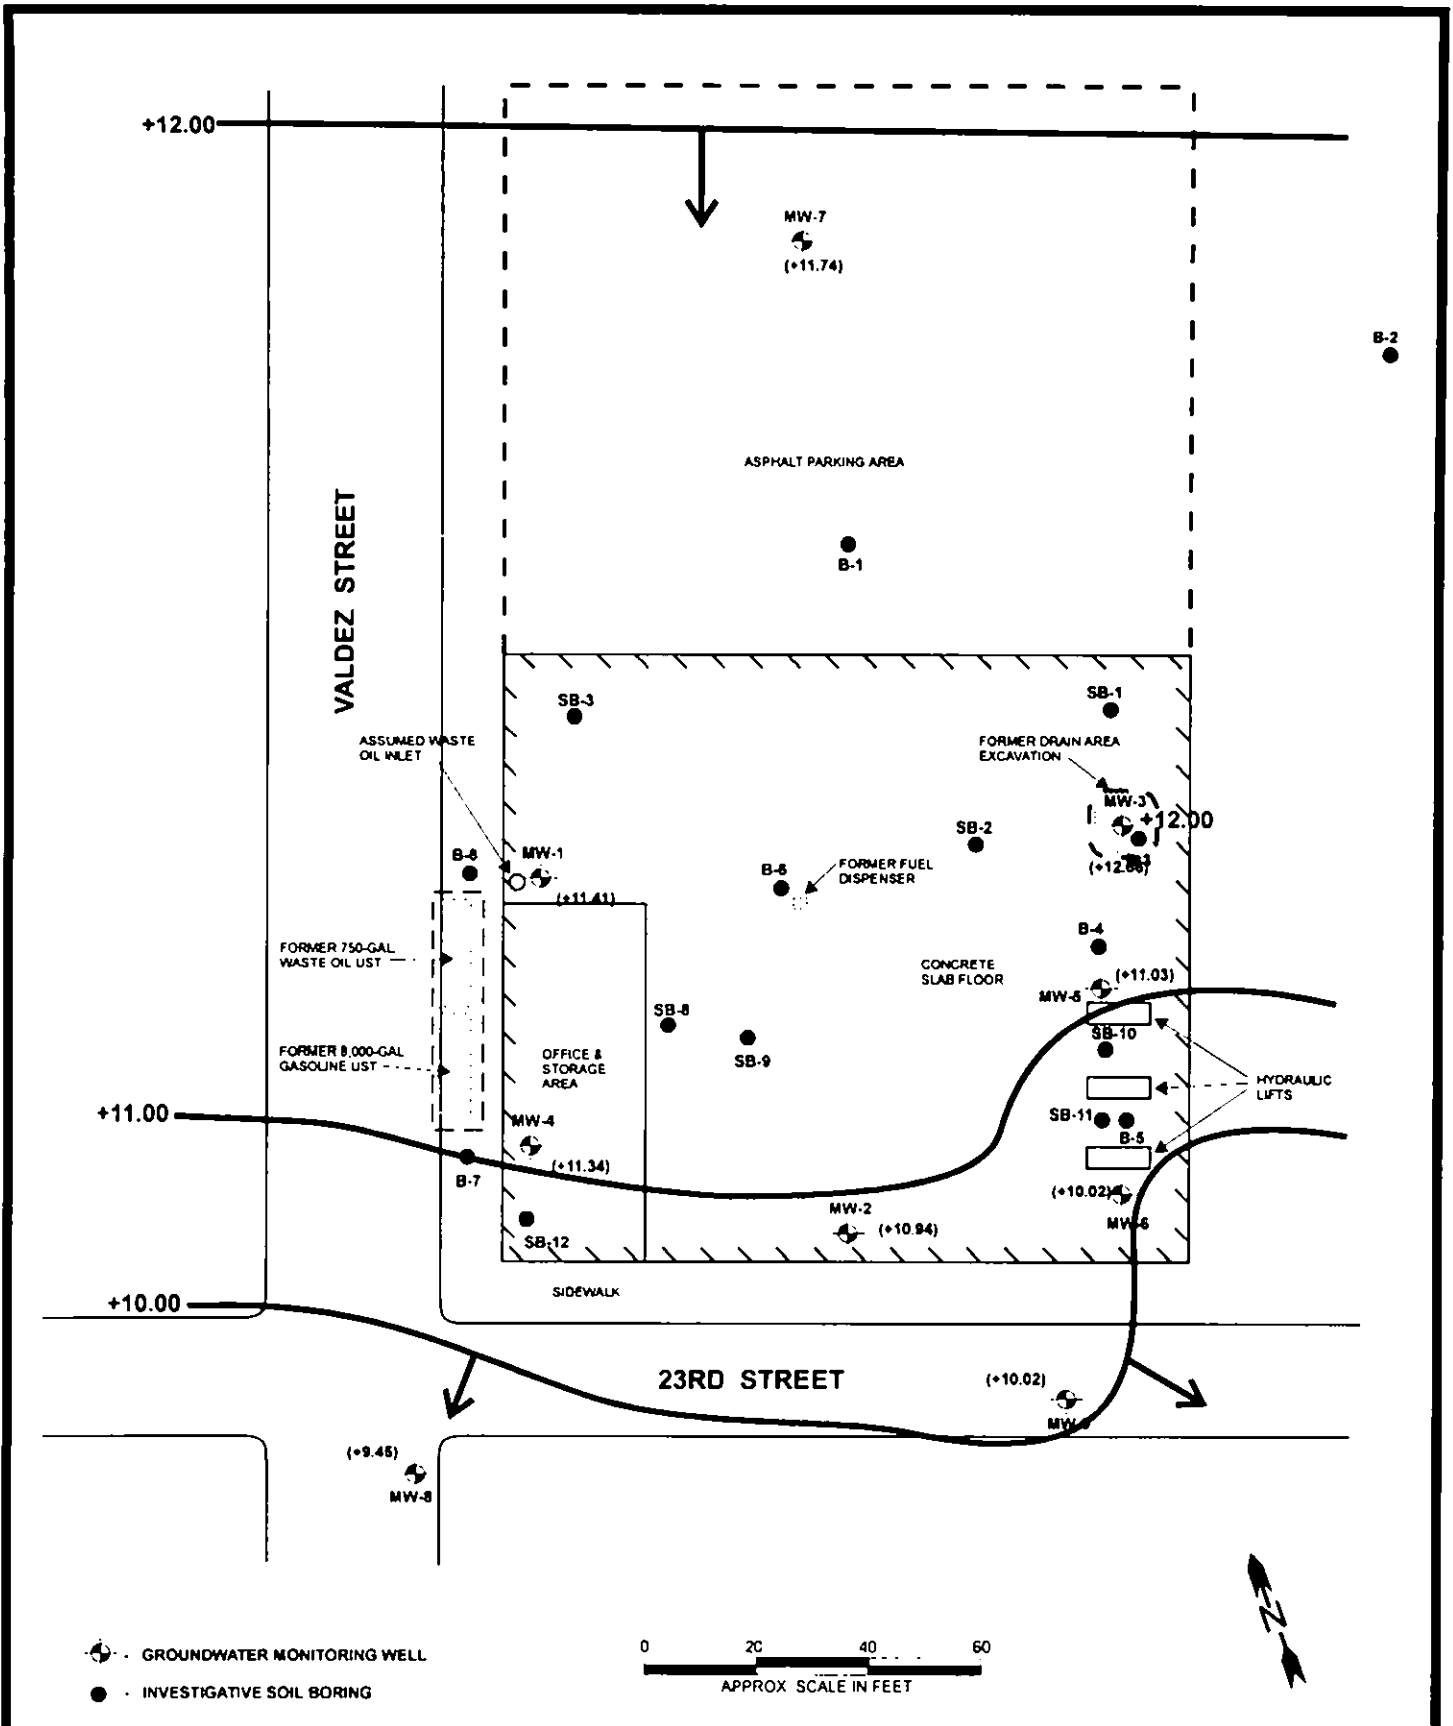 +12.00
MW-7
(+11.74)
B-2
ASPHALT PARKING AREA
B-1
VALDEZ STREET
SB-3
SB-1
ASSUMED WASTE
OIL INLET
FORMER DRAIN AREA
EXCAVATION
MW-3
+12.00
SB-2
B-6
MW-1
(+11.41)
B-6
FORMER FUEL
DISPENSER
B-4
(+11.03)
CONCRETE
SLAB FLOOR
MW-5
FORMER 750-GAL
WASTE OIL UST
SB-8
SB-9
SB-10
FORMER 8,000-GAL
GASOLINE UST
OFFICE &
STORAGE
AREA
HYDRAULIC
LIFTS
+11.00
MW-4
(+11.34)
SB-11
B-5
B-7
(+10.02)
MW-6
MW-2
(+10.94)
SB-12
SIDEWALK
+10.00
23RD STREET
(+10.02)
(+9.45)
MW-8
N
GROUNDWATER MONITORING WELL
INVESTIGATIVE SOIL BORING
0 20 40 60
APPROX SCALE IN FEET